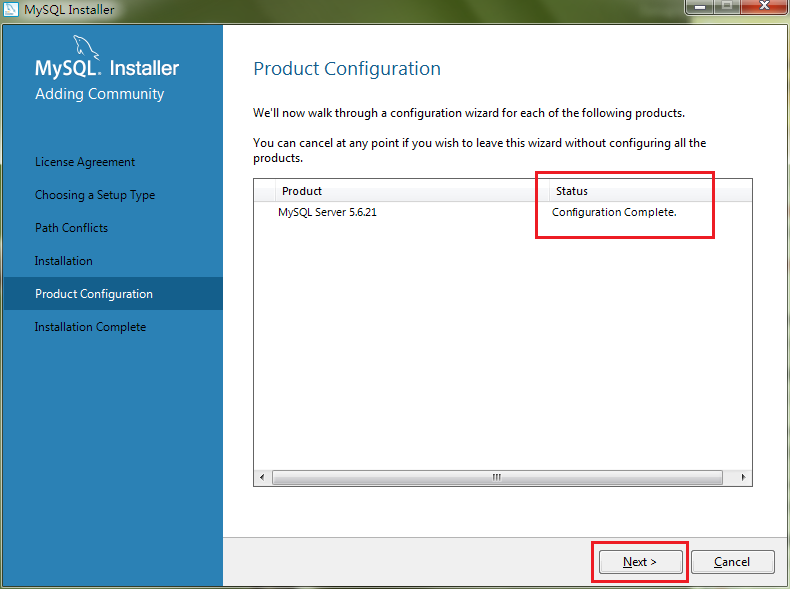 MySQL Installer
MySQL. Installer
Adding Community
License Agreement
Choosing a Setup Type
Path Conflicts
Installation
Product Configuration
Installation Complete
Product Configuration
We'll now walk through a configuration wizard for each of the following products.
You can cancel at any point if you wish to leave this wizard without configuring all the
products.
Product Status
MySQL Server 5.6.21 Configuration Complete.
Next > Cancel